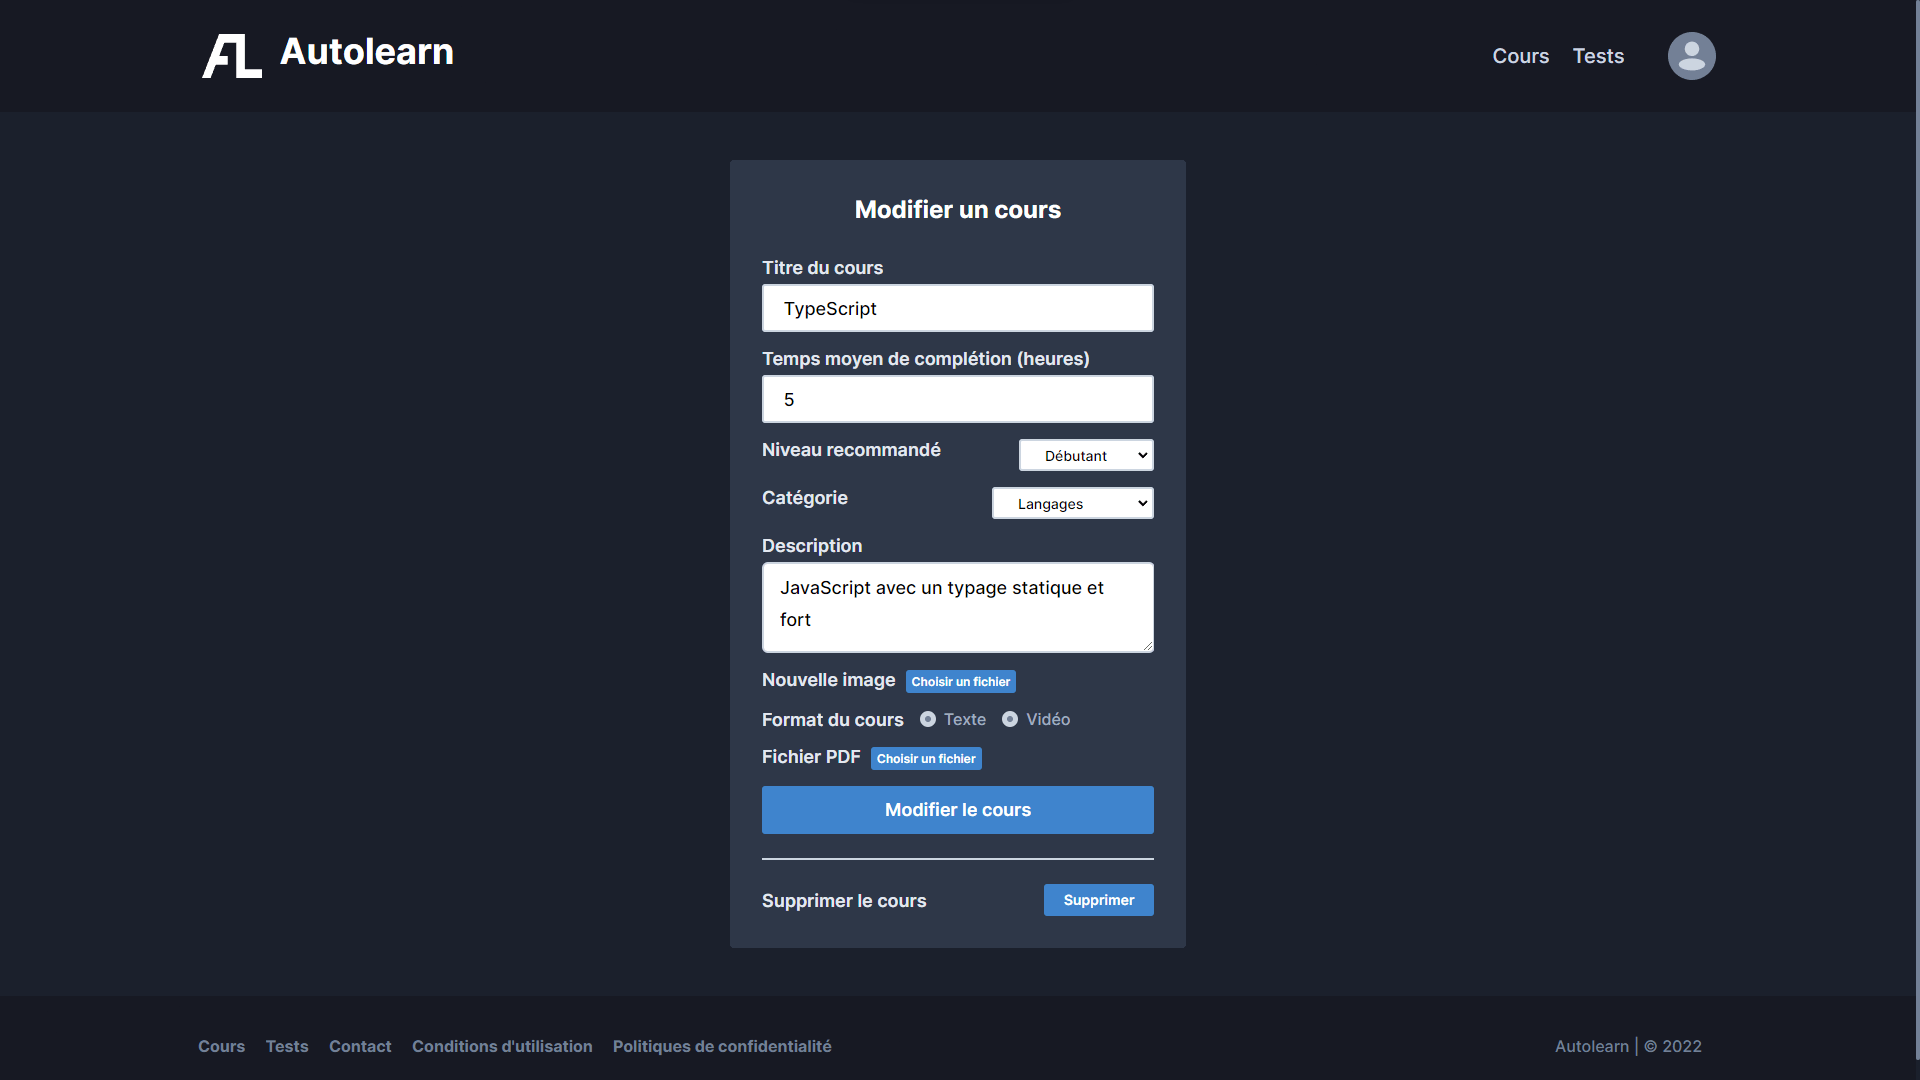 AL Autolearn
Cours Tests
Modifier un cours
Titre du cours
TypeScript
Temps moyen de complétion (heures)
5
Niveau recommandé Débutant
Catégorie Langages
Description
JavaScript avec un typage statique et
fort
Nouvelle image Choisir un fichier
Format du cours Texte Vidéo
Fichier PDF Choisir un fichier
Modifier le cours
Supprimer le cours Supprimer
Cours Tests Contact Conditions d'utilisation Politiques de confidentialité
Autolearn | © 2022